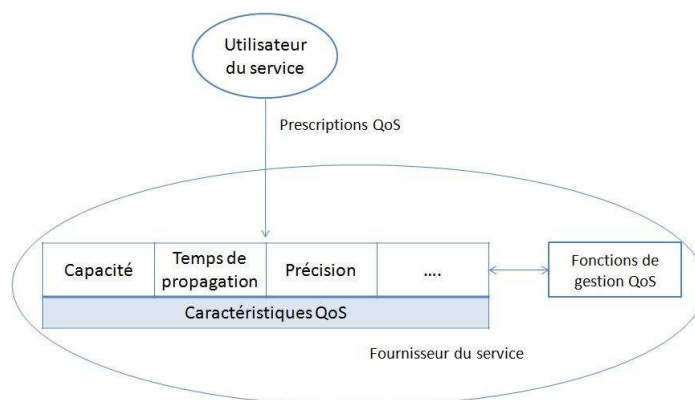 Utilisateur
du service
Prescriptions QoS
Capacité
Temps de
propagation
Précision
....
Fonctions de
gestion QoS
Caractéristiques QoS
Fournisseur du service